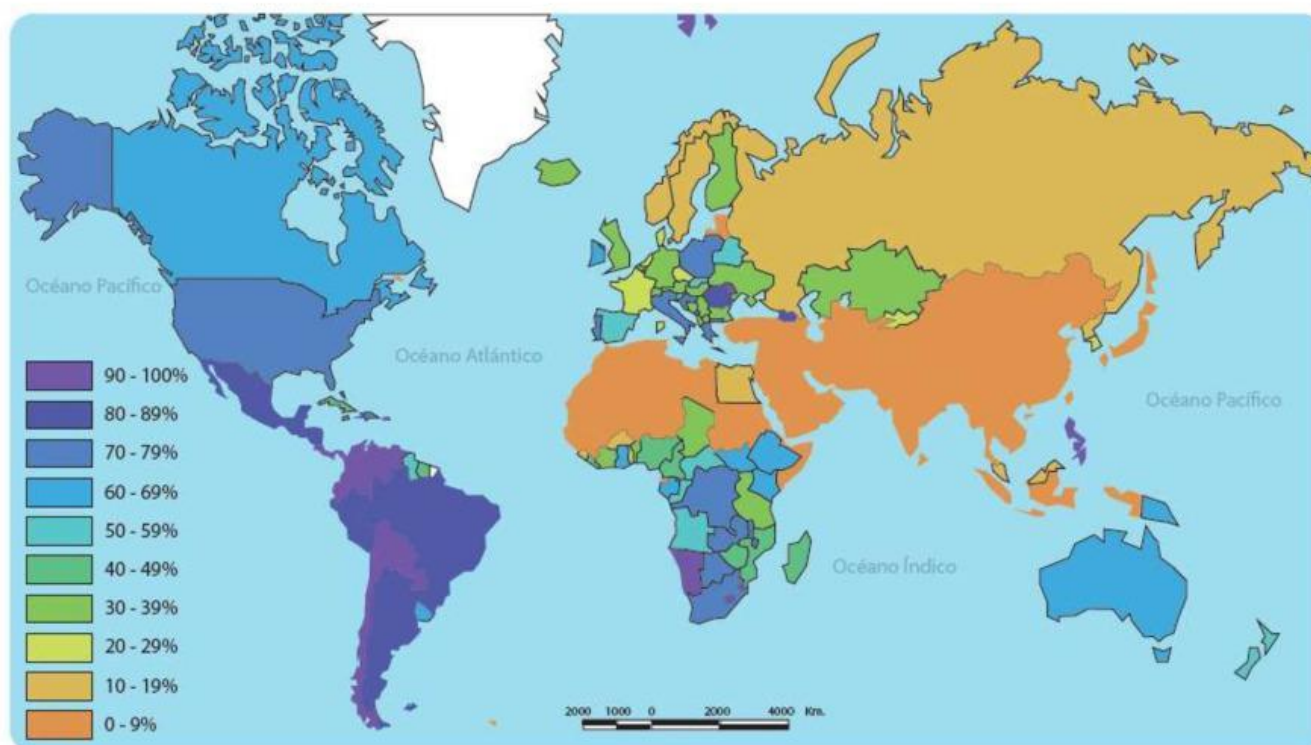 Océano Pacífico
Océano Atlántico
Océano Pacífico
Océano Índico
90 - 100%
80 - 89%
70 - 79%
60 - 69%
50 - 59%
40 - 49%
30 - 39%
20 - 29%
10 - 19%
0 - 9%
2000 1000 0 2000 4000 Km.